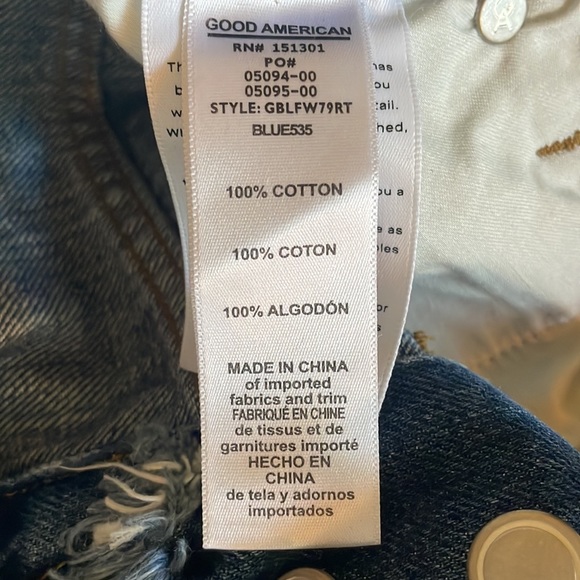 GOOD AMERICAN
RN# 151301
PO#
05094-00
05095-00
STYLE: GBLFW79RT
BLUE535
100% COTTON
100% COTON
100% ALGODÓN
MADE IN CHINA
of imported
fabrics and trim
FABRIQUÉ EN CHINE
de tissus et de
garnitures importé
HECHO EN
CHINA
de tela y adornos
importados